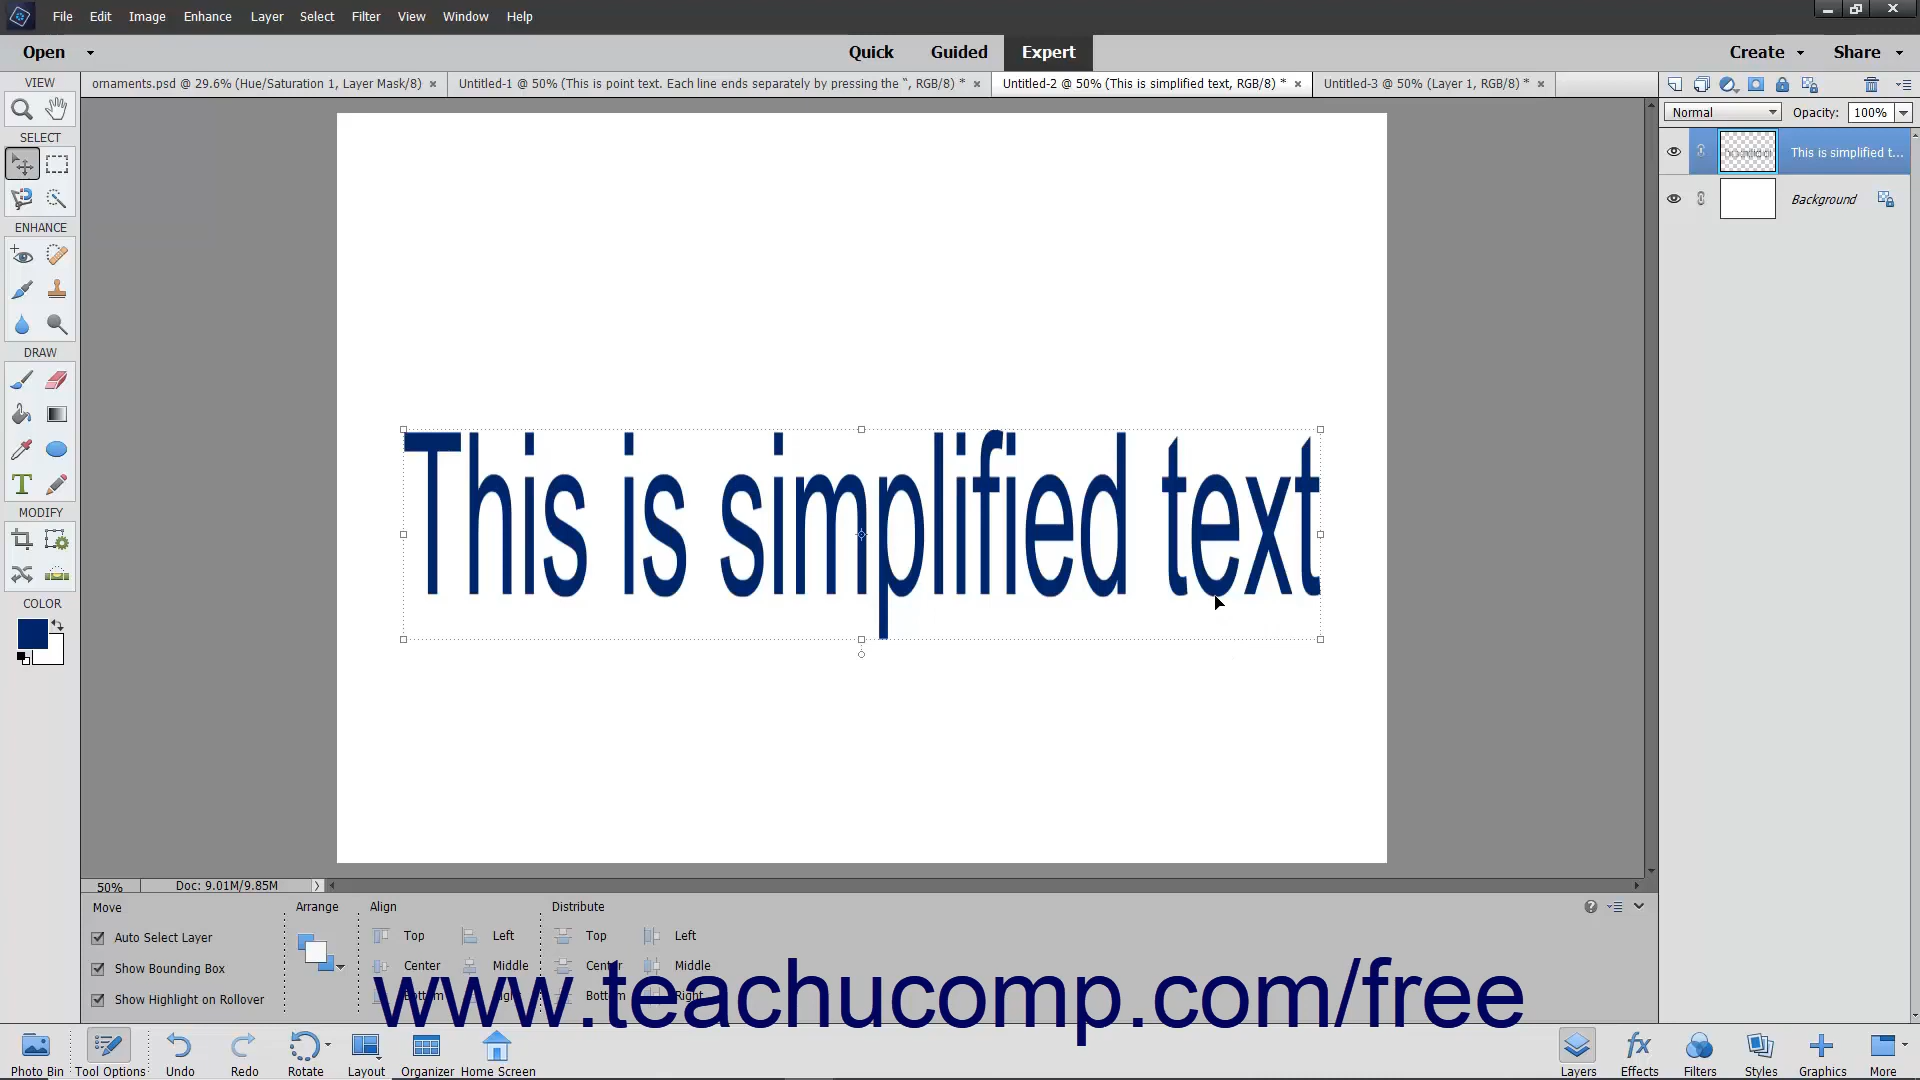 File Edit Image Enhance Layer Select Filter View Window Help
Open Quick Guided Expert Create Share
VIEW
ornaments.psd @ 29.6% (Hue/Saturation 1, Layer Mask/8) × Untitled-1 @ 50% (This is point text. Each line ends separately by pressing the “, RGB/8) * × Untitled-2 @ 50% (This is simplified text, RGB/8) * × Untitled-3 @ 50% (Layer 1, RGB/8) * ×
Normal Opacity: 100%
SELECT
This is simplified t...
Background
ENHANCE
DRAW
This is simplified text
T
MODIFY
COLOR
50% Doc: 9.01M/9.85M
Move Arrange Align Distribute
Auto Select Layer Top Left Top Left
Show Bounding Box Center Middle Center Middle
Show Highlight on Rollover Bottom Right Bottom Right
www.teachucomp.com/free
fx
Photo Bin Tool Options Undo Redo Rotate Layout Organizer Home Screen Layers Effects Filters Styles Graphics More